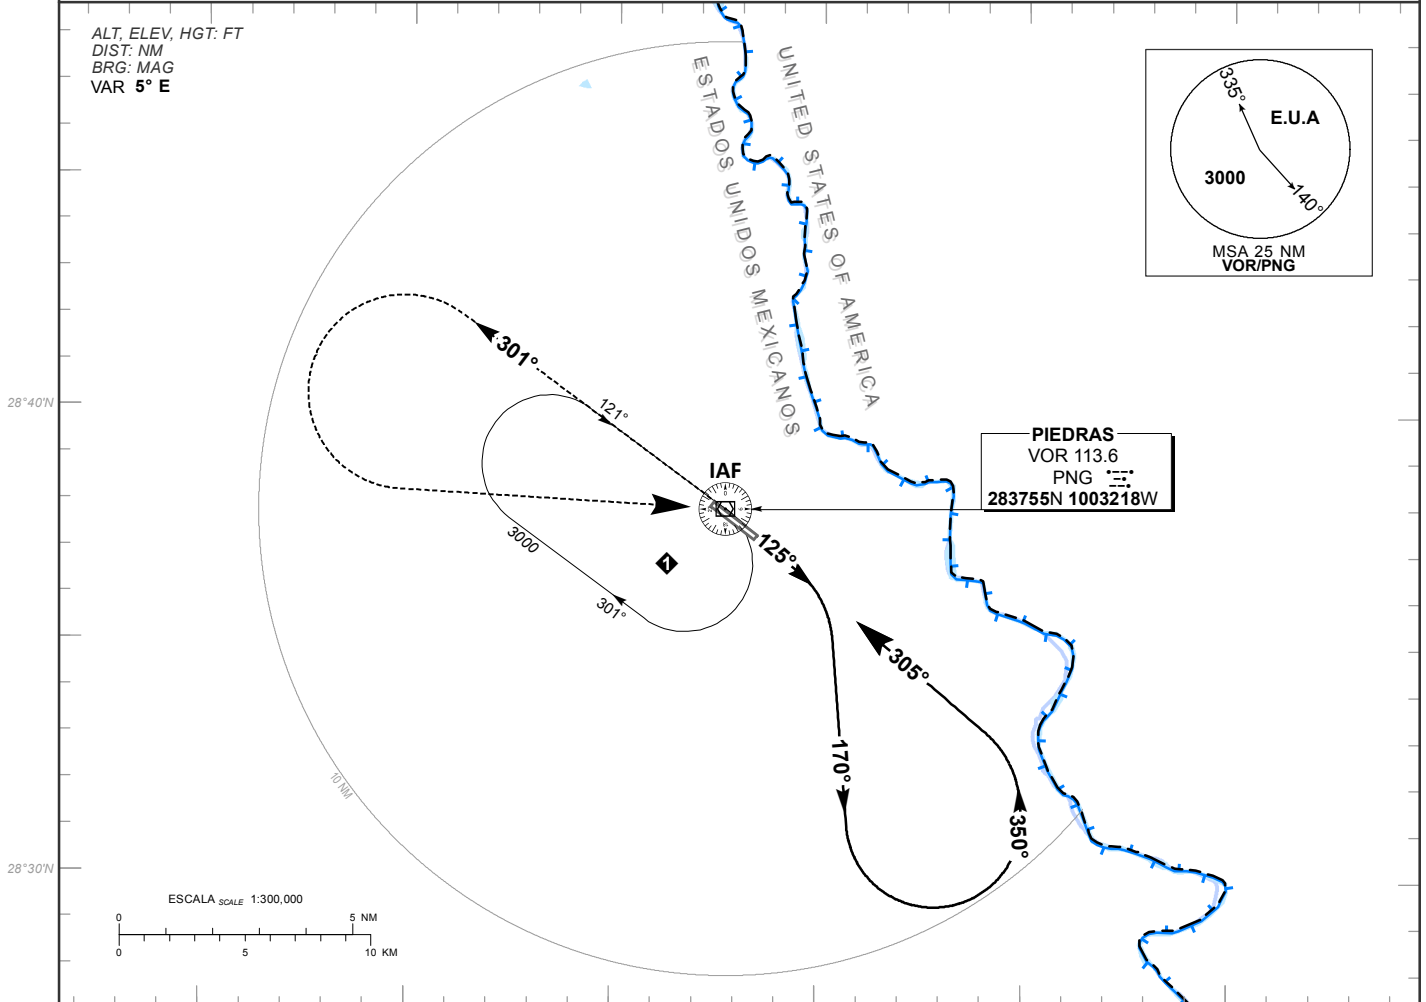 ALT, ELEV, HGT: FT
DIST: NM
BRG: MAG
VAR 5° E
ESTADOS UNIDOS MEXICANOS
UNITED STATES OF AMERICA
335°
E.U.A
3000
140°
MSA 25 NM
VOR/PNG
301°
121°
28°40'N
IAF
PIEDRAS
VOR 113.6
PNG
283755N 1003218W
3000
125°
1
301°
305°
170°
10 NM
350°
28°30'N
ESCALA SCALE 1:300,000
0 5 NM
0 5 10 KM